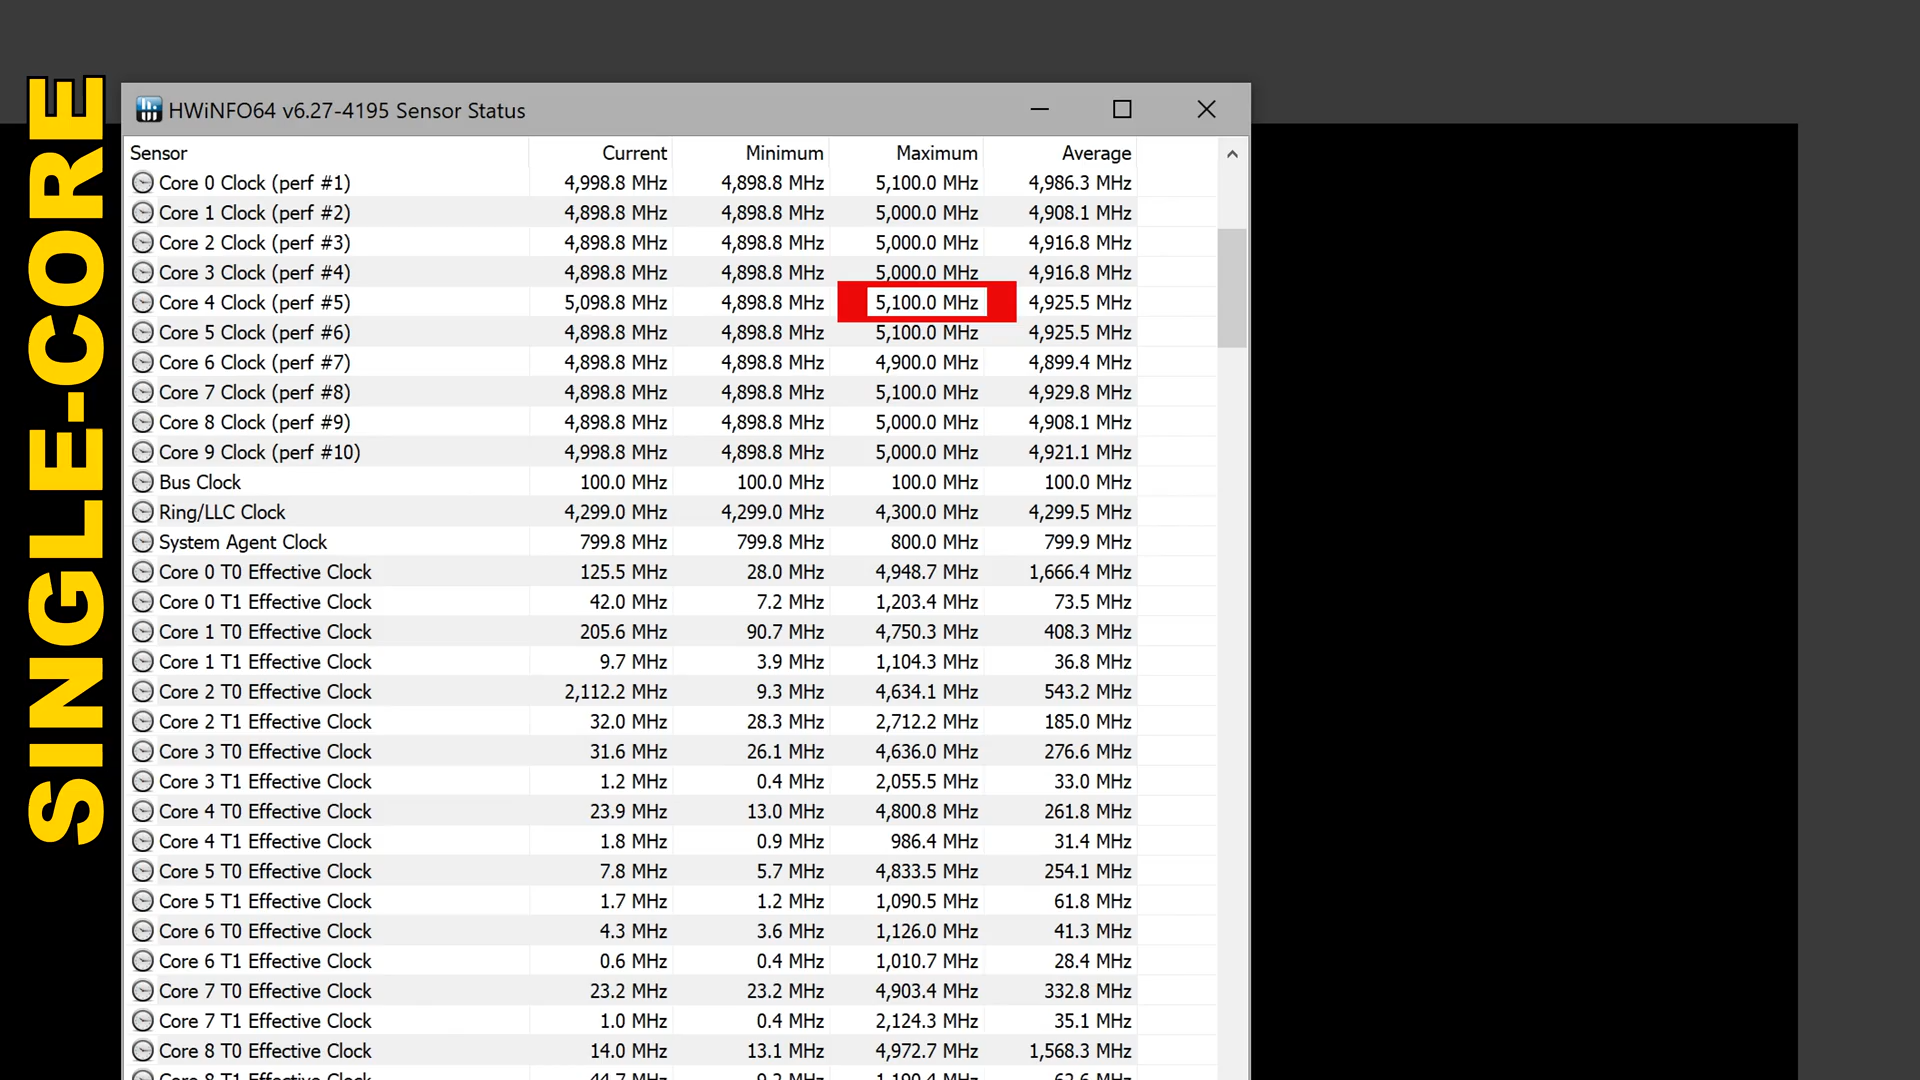 SINGLE-CORE
HWiNFO64 v6.27-4195 Sensor Status
Sensor Current Minimum Maximum Average
Core 0 Clock (perf #1) 4,998.8 MHz 4,898.8 MHz 5,100.0 MHz 4,986.3 MHz
Core 1 Clock (perf #2) 4,898.8 MHz 4,898.8 MHz 5,000.0 MHz 4,908.1 MHz
Core 2 Clock (perf #3) 4,898.8 MHz 4,898.8 MHz 5,000.0 MHz 4,916.8 MHz
Core 3 Clock (perf #4) 4,898.8 MHz 4,898.8 MHz 5,000.0 MHz 4,916.8 MHz
Core 4 Clock (perf #5) 5,098.8 MHz 4,898.8 MHz 5,100.0 MHz 4,925.5 MHz
Core 5 Clock (perf #6) 4,898.8 MHz 4,898.8 MHz 5,100.0 MHz 4,925.5 MHz
Core 6 Clock (perf #7) 4,898.8 MHz 4,898.8 MHz 4,900.0 MHz 4,899.4 MHz
Core 7 Clock (perf #8) 4,898.8 MHz 4,898.8 MHz 5,100.0 MHz 4,929.8 MHz
Core 8 Clock (perf #9) 4,898.8 MHz 4,898.8 MHz 5,000.0 MHz 4,908.1 MHz
Core 9 Clock (perf #10) 4,998.8 MHz 4,898.8 MHz 5,000.0 MHz 4,921.1 MHz
Bus Clock 100.0 MHz 100.0 MHz 100.0 MHz 100.0 MHz
Ring/LLC Clock 4,299.0 MHz 4,299.0 MHz 4,300.0 MHz 4,299.5 MHz
System Agent Clock 799.8 MHz 799.8 MHz 800.0 MHz 799.9 MHz
Core 0 T0 Effective Clock 125.5 MHz 28.0 MHz 4,948.7 MHz 1,666.4 MHz
Core 0 T1 Effective Clock 42.0 MHz 7.2 MHz 1,203.4 MHz 73.5 MHz
Core 1 T0 Effective Clock 205.6 MHz 90.7 MHz 4,750.3 MHz 408.3 MHz
Core 1 T1 Effective Clock 9.7 MHz 3.9 MHz 1,104.3 MHz 36.8 MHz
Core 2 T0 Effective Clock 2,112.2 MHz 9.3 MHz 4,634.1 MHz 543.2 MHz
Core 2 T1 Effective Clock 32.0 MHz 28.3 MHz 2,712.2 MHz 185.0 MHz
Core 3 T0 Effective Clock 31.6 MHz 26.1 MHz 4,636.0 MHz 276.6 MHz
Core 3 T1 Effective Clock 1.2 MHz 0.4 MHz 2,055.5 MHz 33.0 MHz
Core 4 T0 Effective Clock 23.9 MHz 13.0 MHz 4,800.8 MHz 261.8 MHz
Core 4 T1 Effective Clock 1.8 MHz 0.9 MHz 986.4 MHz 31.4 MHz
Core 5 T0 Effective Clock 7.8 MHz 5.7 MHz 4,833.5 MHz 254.1 MHz
Core 5 T1 Effective Clock 1.7 MHz 1.2 MHz 1,090.5 MHz 61.8 MHz
Core 6 T0 Effective Clock 4.3 MHz 3.6 MHz 1,126.0 MHz 41.3 MHz
Core 6 T1 Effective Clock 0.6 MHz 0.4 MHz 1,010.7 MHz 28.4 MHz
Core 7 T0 Effective Clock 23.2 MHz 23.2 MHz 4,903.4 MHz 332.8 MHz
Core 7 T1 Effective Clock 1.0 MHz 0.4 MHz 2,124.3 MHz 35.1 MHz
Core 8 T0 Effective Clock 14.0 MHz 13.1 MHz 4,972.7 MHz 1,568.3 MHz
Core 8 T1 Effective Clock